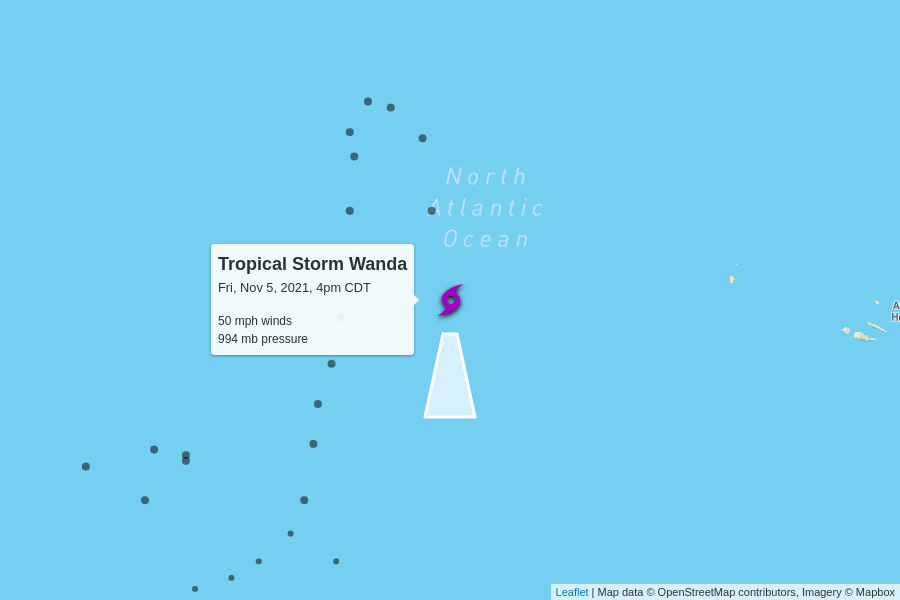 North
Atlantic
Ocean
Tropical Storm Wanda
Fri, Nov 5, 2021, 4pm CDT
50 mph winds
994 mb pressure
Leaflet | Map data © OpenStreetMap contributors, Imagery © Mapbox